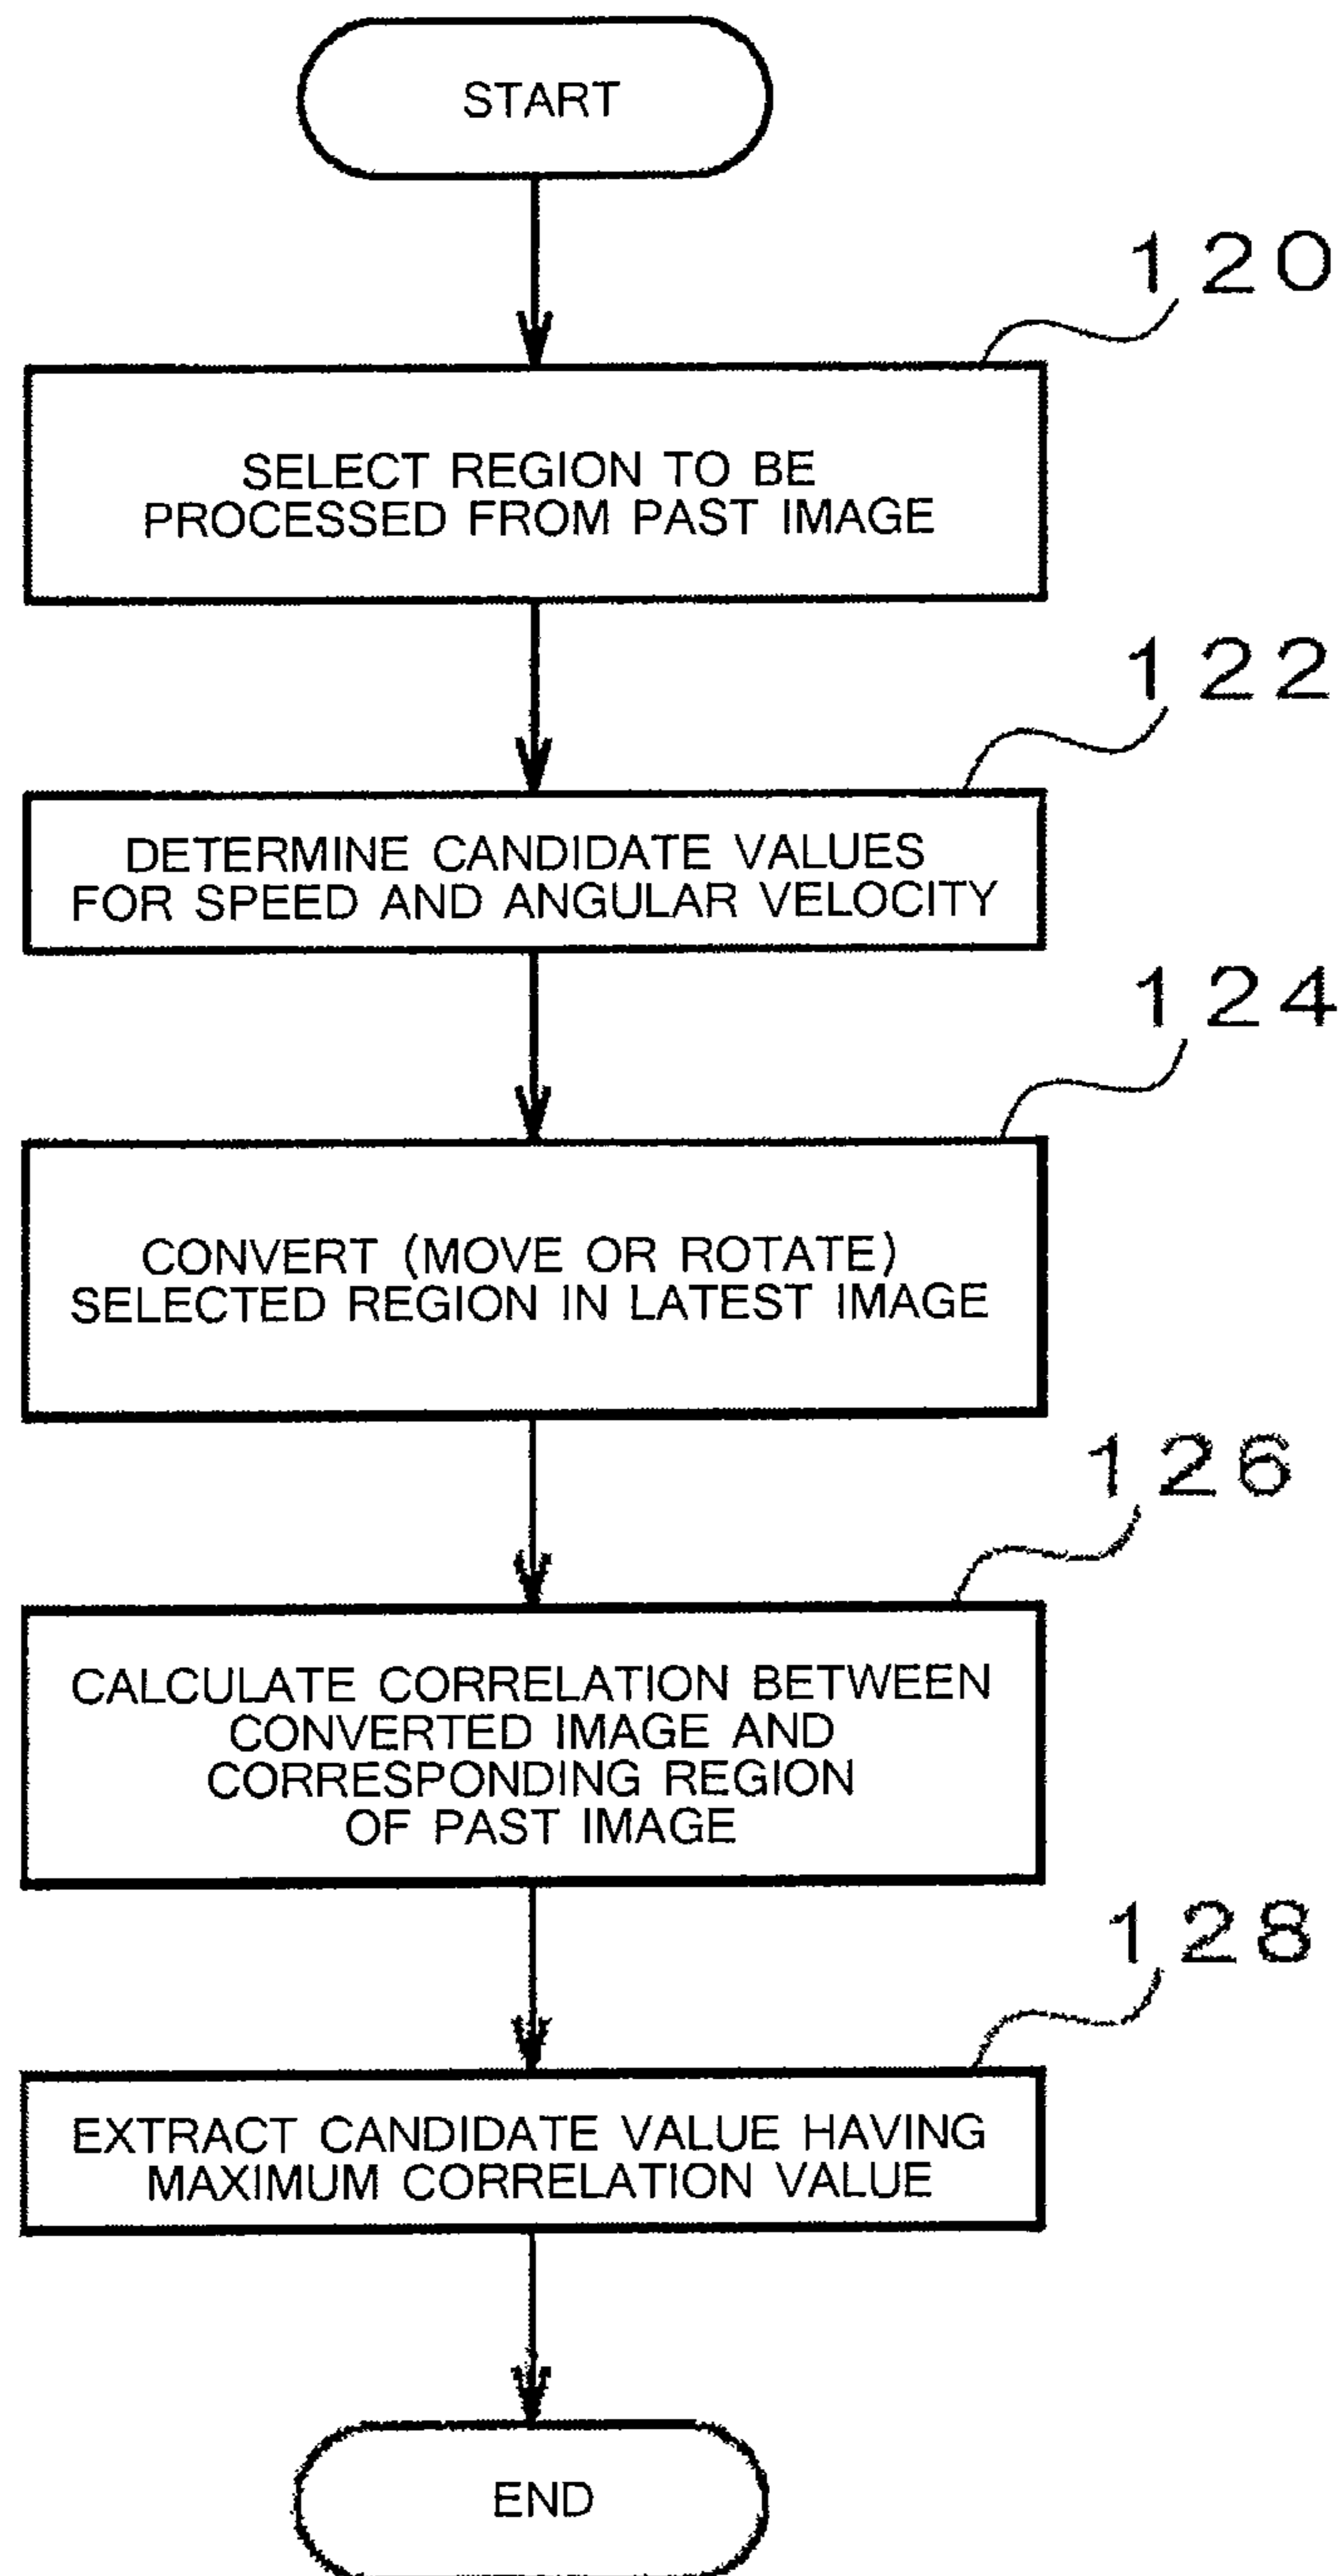 START
120
SELECT REGION TO BE
PROCESSED FROM PAST IMAGE
122
DETERMINE CANDIDATE VALUES
FOR SPEED AND ANGULAR VELOCITY
124
CONVERT (MOVE OR ROTATE)
SELECTED REGION IN LATEST IMAGE
126
CALCULATE CORRELATION BETWEEN
CONVERTED IMAGE AND
CORRESPONDING REGION
OF PAST IMAGE
128
EXTRACT CANDIDATE VALUE HAVING
MAXIMUM CORRELATION VALUE
END